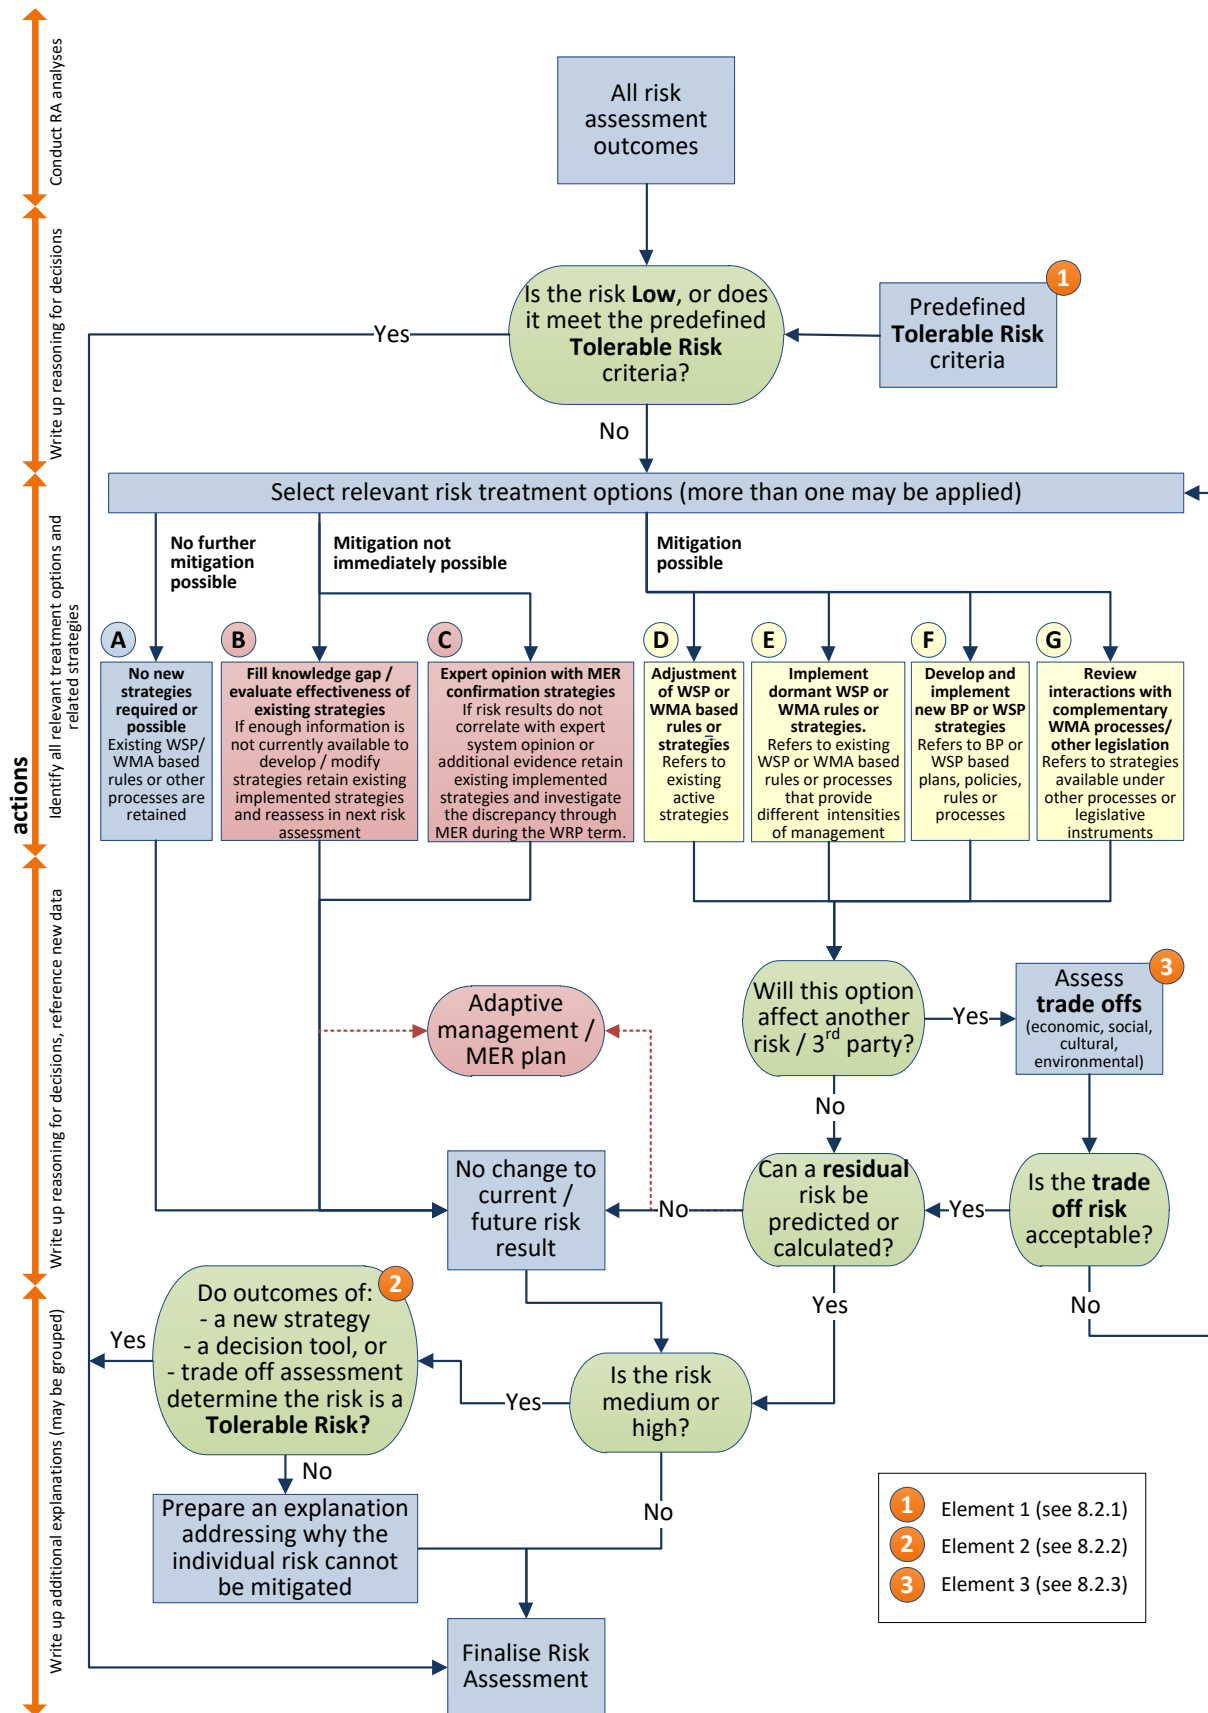 Conduct RA analyses
All risk
assessment
outcomes
Write up reasoning for decisions
1
Is the risk Low, or does
it meet the predefined
Tolerable Risk
criteria?
Predefined
Tolerable Risk
criteria
Yes
No
actions
Identify all relevant treatment options and
related strategies
Select relevant risk treatment options (more than one may be applied)
No further
mitigation
possible
Mitigation not
immediately possible
Mitigation
possible
A
No new
strategies
required or
possible
Existing WSP/
WMA based
rules or other
processes are
retained
B
Fill knowledge gap /
evaluate effectiveness of
existing strategies
If enough information is
not currently available to
develop / modify
strategies retain existing
implemented strategies
and reassess in next risk
assessment
C
Expert opinion with MER
confirmation strategies
If risk results do not
correlate with expert
system opinion or
additional evidence retain
existing implemented
strategies and investigate
the discrepancy through
MER during the WRP term.
D
Adjustment
of WSP or
WMA based
rules or
strategies
Refers to
existing
active
strategies
E
Implement
dormant WSP or
WMA rules or
strategies.
Refers to existing
WSP or WMA based
rules or processes
that provide
different intensities
of management
F
Develop and
implement
new BP or WSP
strategies
Refers to BP or
WSP based
plans, policies,
rules or
processes
G
Review
interactions with
complementary
WMA processes/
other legislation
Refers to strategies
available under
other processes or
legislative
instruments
Write up reasoning for decisions, reference new data
Adaptive
management /
MER plan
Will this option
affect another
risk / 3rd party?
Yes
3
Assess
trade offs
(economic, social,
cultural,
environmental)
No
No change to
current /
future risk
result
No
Can a residual
risk be
predicted or
calculated?
Yes
Is the trade
off risk
acceptable?
Yes
No
Write up additional explanations (may be grouped)
2
Do outcomes of:
- a new strategy
- a decision tool, or
- trade off assessment
determine the risk is a
Tolerable Risk?
Yes
Yes
Is the risk
medium or
high?
No
No
Prepare an explanation
addressing why the
individual risk cannot
be mitigated
Finalise Risk
Assessment
1 Element 1 (see 8.2.1)
2 Element 2 (see 8.2.2)
3 Element 3 (see 8.2.3)